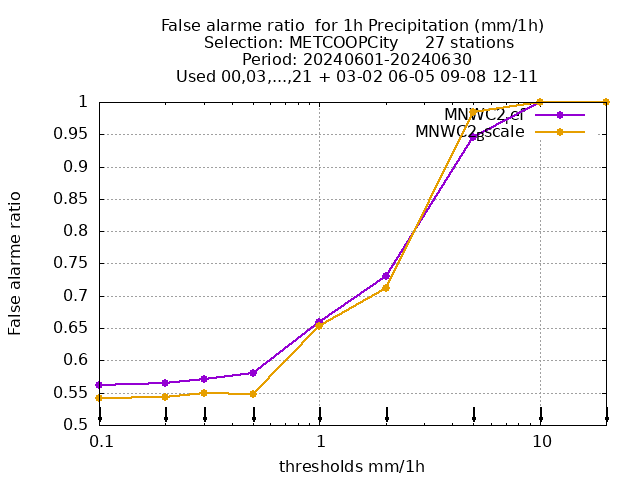 False alarme ratio  for 1h Precipitation (mm/1h)
Selection: METCOOPCity     27 stations
Period: 20240601-20240630
Used 00,03,...,21 + 03-02 06-05 09-08 12-11
1
0.95
0.9
0.85
0.8
0.75
0.7
0.65
0.6
0.55
0.5
False alarme ratio
MNWC2
MNWC2Bscale
0.1
1
10
thresholds mm/1h